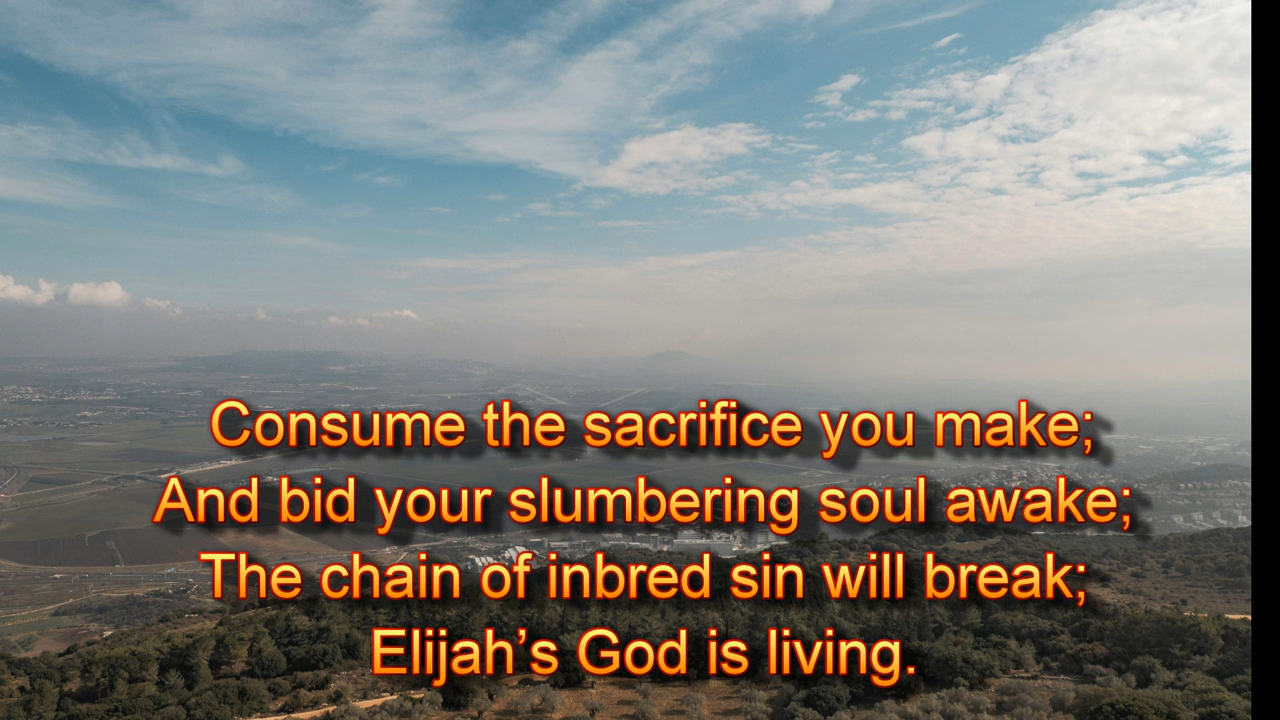 Consume the sacrifice you make;
And bid your slumbering soul awake;
The chain of inbred sin will break;
Elijah’s God is living.